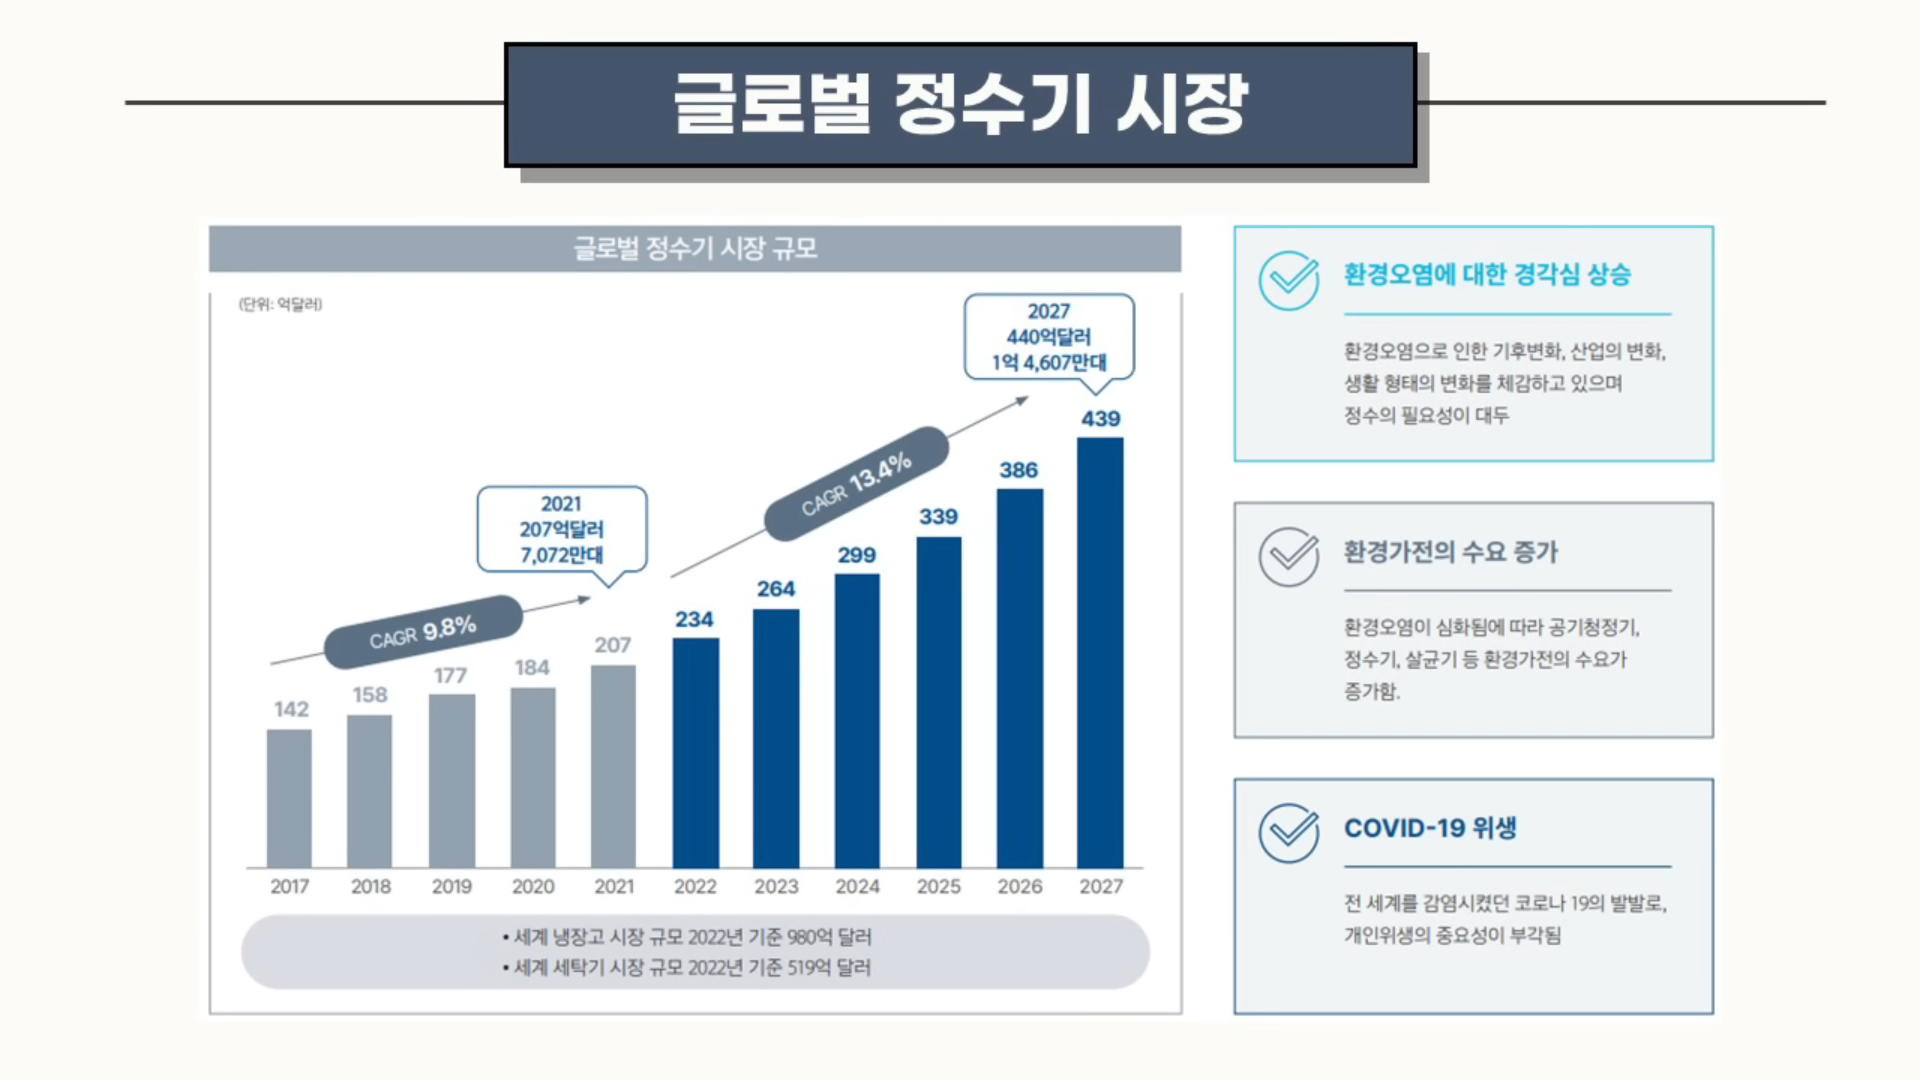 글로벌 정수기 시장
글로벌 정수기 시장 규모
(단위: 억달러)
2027
440억달러
1억 4,607만대
2021
207억달러
7,072만대
CAGR 9.8%
CAGR 13.4%
142
158
177
184
207
234
264
299
339
386
439
2017 2018 2019 2020 2021 2022 2023 2024 2025 2026 2027
• 세계 냉장고 시장 규모 2022년 기준 980억 달러
• 세계 세탁기 시장 규모 2022년 기준 519억 달러
환경오염에 대한 경각심 상승
환경오염으로 인한 기후변화, 산업의 변화,
생활 형태의 변화를 체감하고 있으며
정수의 필요성이 대두
환경가전의 수요 증가
환경오염이 심화됨에 따라 공기청정기,
정수기, 살균기 등 환경가전의 수요가
증가함.
COVID-19 위생
전 세계를 감염시켰던 코로나 19의 발발로,
개인위생의 중요성이 부각됨